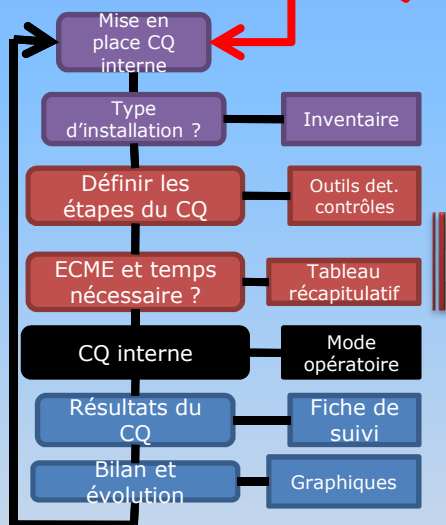 Mise en
place CQ
interne
Type
d'installation ?
Inventaire
Définir les
étapes du CQ
Outils det.
contrôles
ECME et temps
nécessaire ?
Tableau
récapitulatif
CQ interne
Mode
opératoire
Résultats du
CQ
Fiche de
suivi
Bilan et
évolution
Graphiques